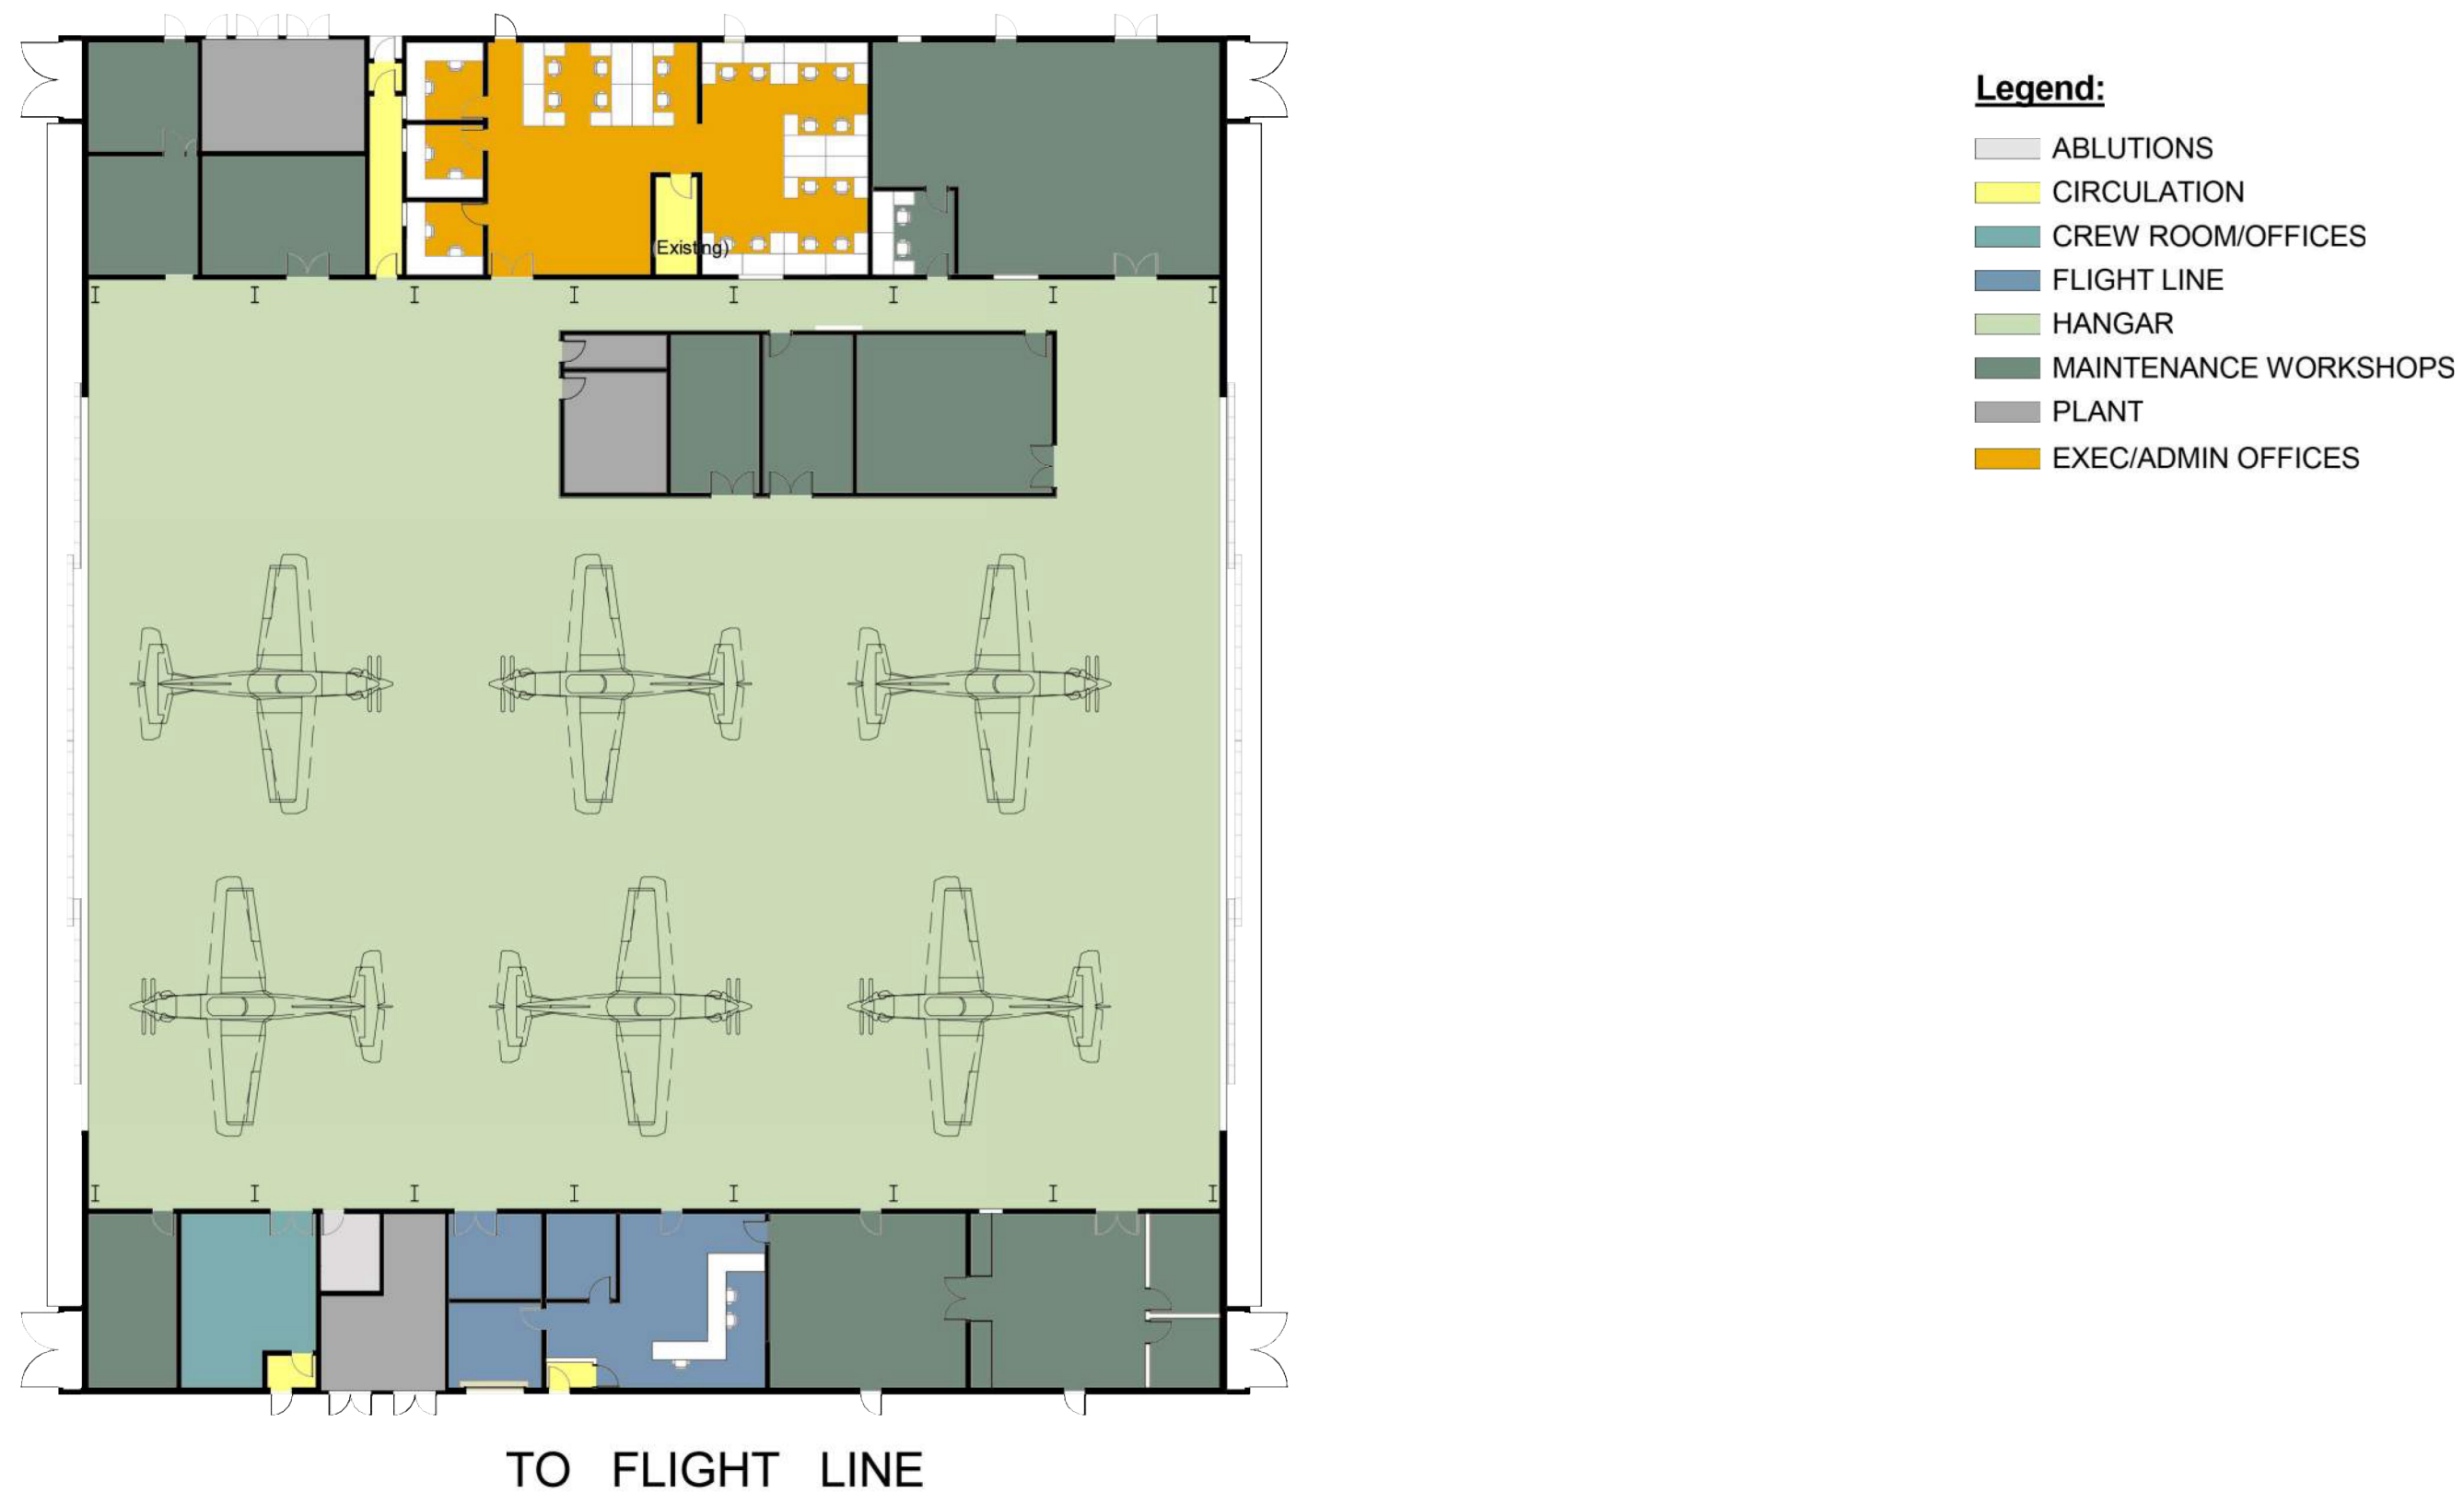 Legend:
ABLUTIONS
CIRCULATION
CREW ROOM/OFFICES
FLIGHT LINE
HANGAR
MAINTENANCE WORKSHOPS
PLANT
EXEC/ADMIN OFFICES
(Existing)
TO FLIGHT LINE